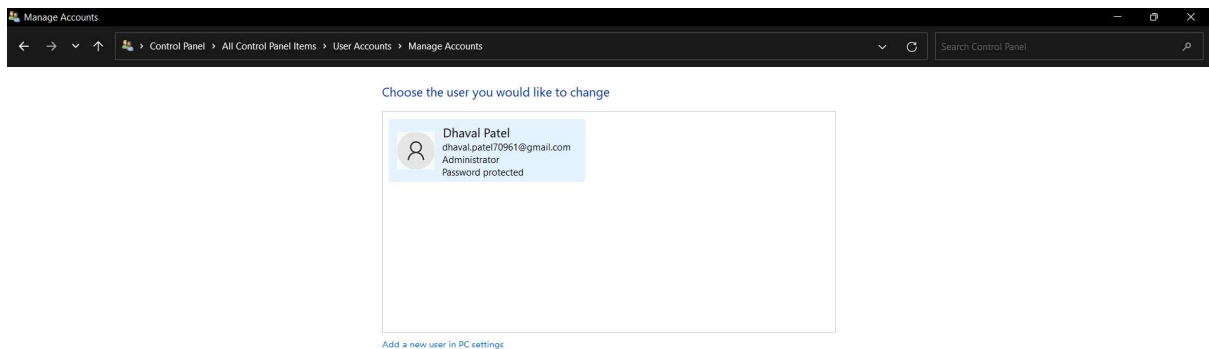 Manage Accounts
Control Panel > All Control Panel Items > User Accounts > Manage Accounts
Search Control Panel
Choose the user you would like to change
Dhaval Patel
dhaval.patel70961@gmail.com
Administrator
Password protected
Add a new user in PC settings